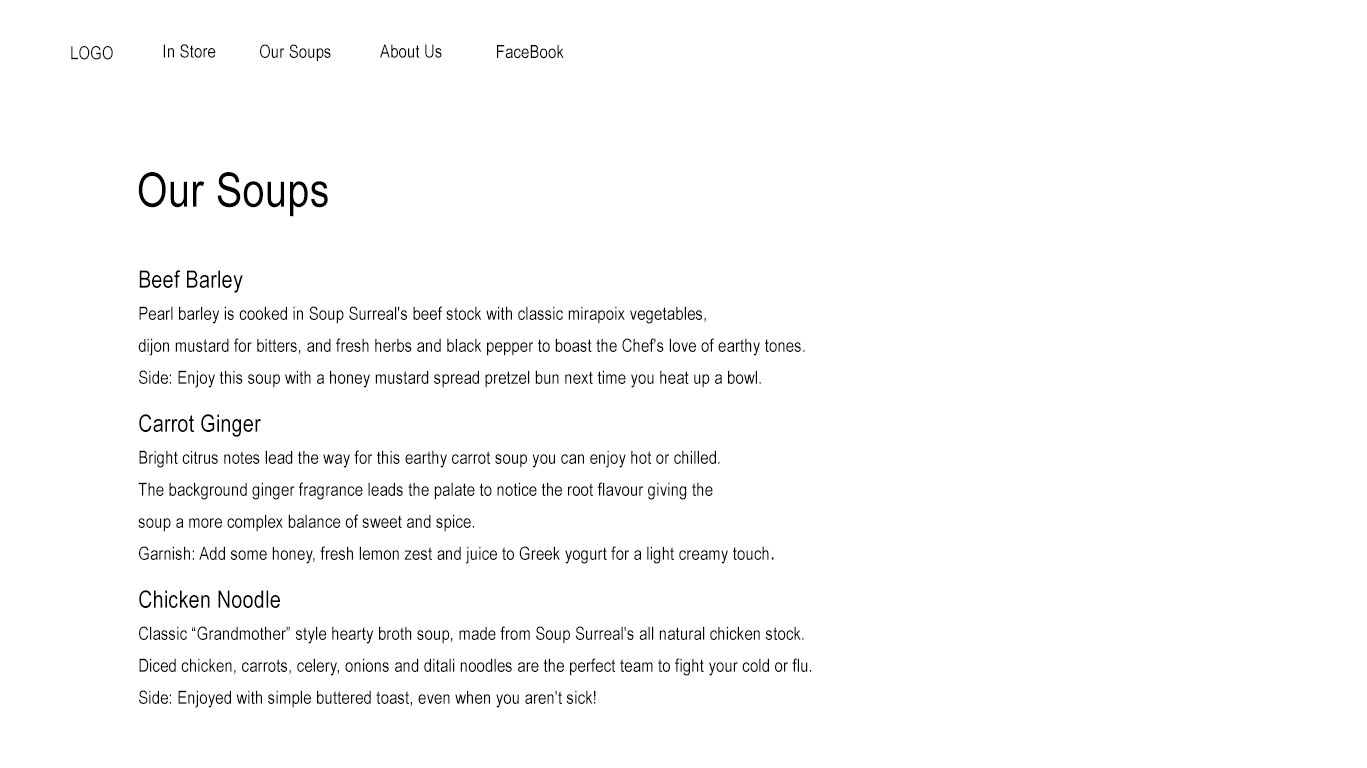 LOGO In Store Our Soups About Us FaceBook
Our Soups
Beef Barley
Pearl barley is cooked in Soup Surreal's beef stock with classic mirapoix vegetables,
dijon mustard for bitters, and fresh herbs and black pepper to boast the Chef's love of earthy tones.
Side: Enjoy this soup with a honey mustard spread pretzel bun next time you heat up a bowl.
Carrot Ginger
Bright citrus notes lead the way for this earthy carrot soup you can enjoy hot or chilled.
The background ginger fragrance leads the palate to notice the root flavour giving the
soup a more complex balance of sweet and spice.
Garnish: Add some honey, fresh lemon zest and juice to Greek yogurt for a light creamy touch.
Chicken Noodle
Classic “Grandmother” style hearty broth soup, made from Soup Surreal's all natural chicken stock.
Diced chicken, carrots, celery, onions and ditali noodles are the perfect team to fight your cold or flu.
Side: Enjoyed with simple buttered toast, even when you aren't sick!